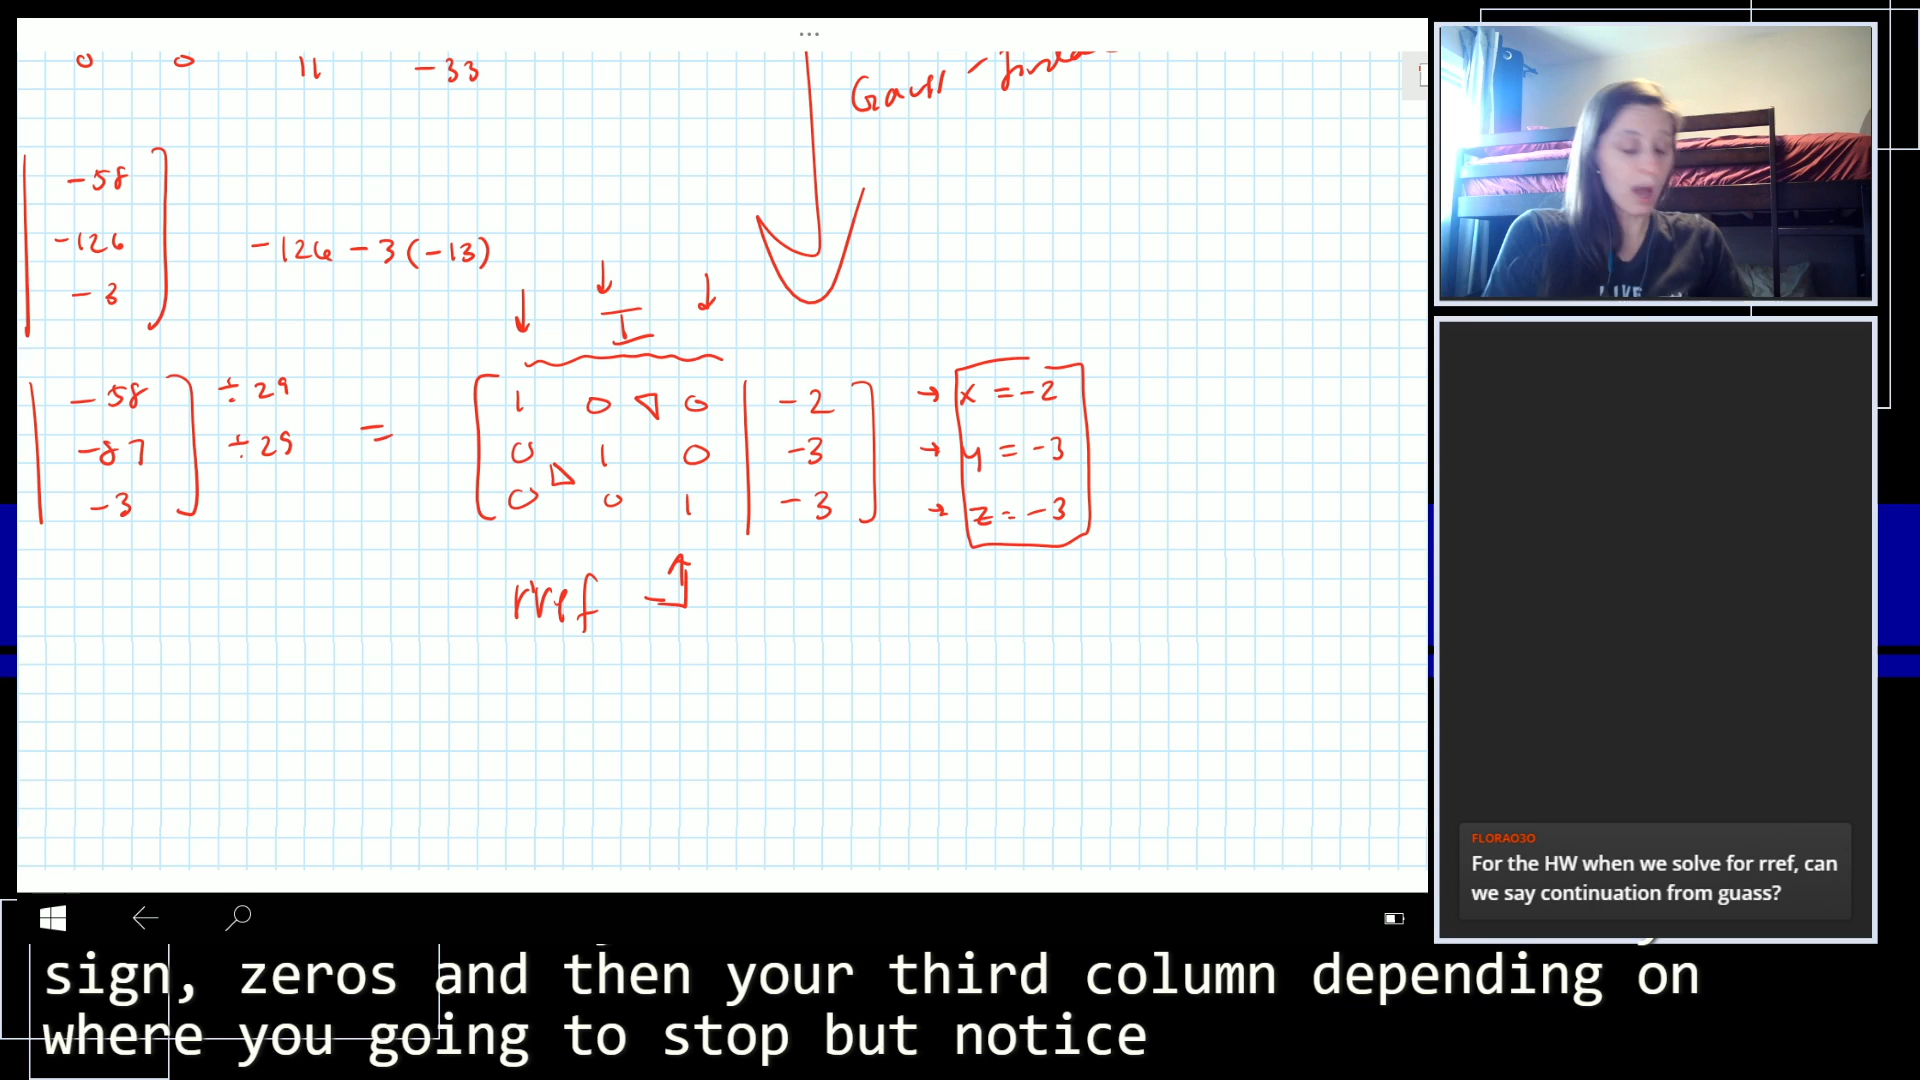 0 0 11 -33
Gauss -
-58
-126
-3
-126 - 3(-13)
I
-58 ÷ 29
-87 ÷ 29
-3
=
1 0 0 -2 → x = -2
0 1 0 -3 → y = -3
0 0 1 -3 → z = -3
rref
LIKE
FLORAO3O
For the HW when we solve for rref, can
we say continuation from guass?
sign, zeros and then your third column depending on
where you going to stop but notice